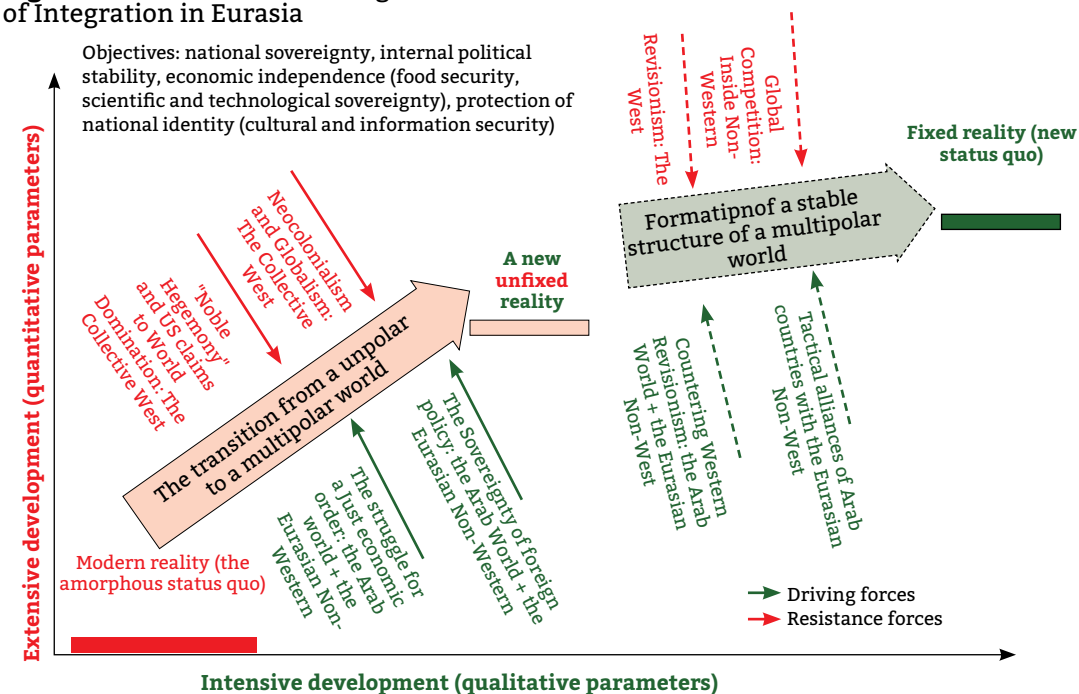 of Integration in Eurasia
Objectives: national sovereignty, internal political
stability, economic independence (food security,
scientific and technological sovereignty), protection of
national identity (cultural and information security)
Extensive development (quantitative parameters)
"Noble
Hegemony"
and US claims
to World
Domination: The
Collective West
Neocolonialism
and Globalism:
The Collective
West
The transition from a unpolar
to a multipolar world
A new
unfixed
reality
Modern reality (the
amorphous status quo)
The struggle for
a Just economic
order: the Arab
world + the
Eurasian Non-
Western
The Sovereignty of foreign
policy: the Arab World + the
Eurasian Non-Western
Revisionism: The
West
Global
Competition:
Inside Non-
Western
Formatipnof a stable
structure of a multipolar
world
Fixed reality (new
status quo)
Countering Western
Revisionism: the Arab
World + the Eurasian
Non-West
Tactical alliances of Arab
countries with the Eurasian
Non-West
Driving forces
Resistance forces
Intensive development (qualitative parameters)